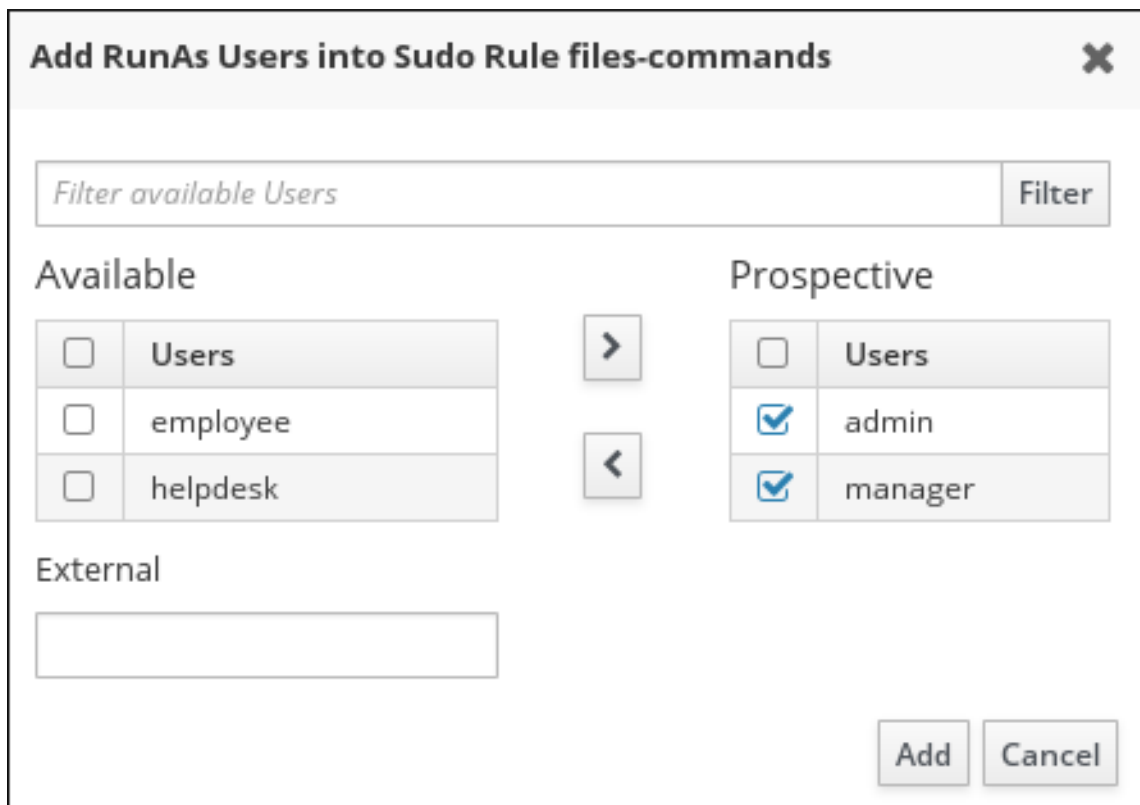 Add RunAs Users into Sudo Rule files-commands
Filter available Users
Filter
Available
Prospective
Users
Users
employee
admin
helpdesk
manager
External
Add
Cancel